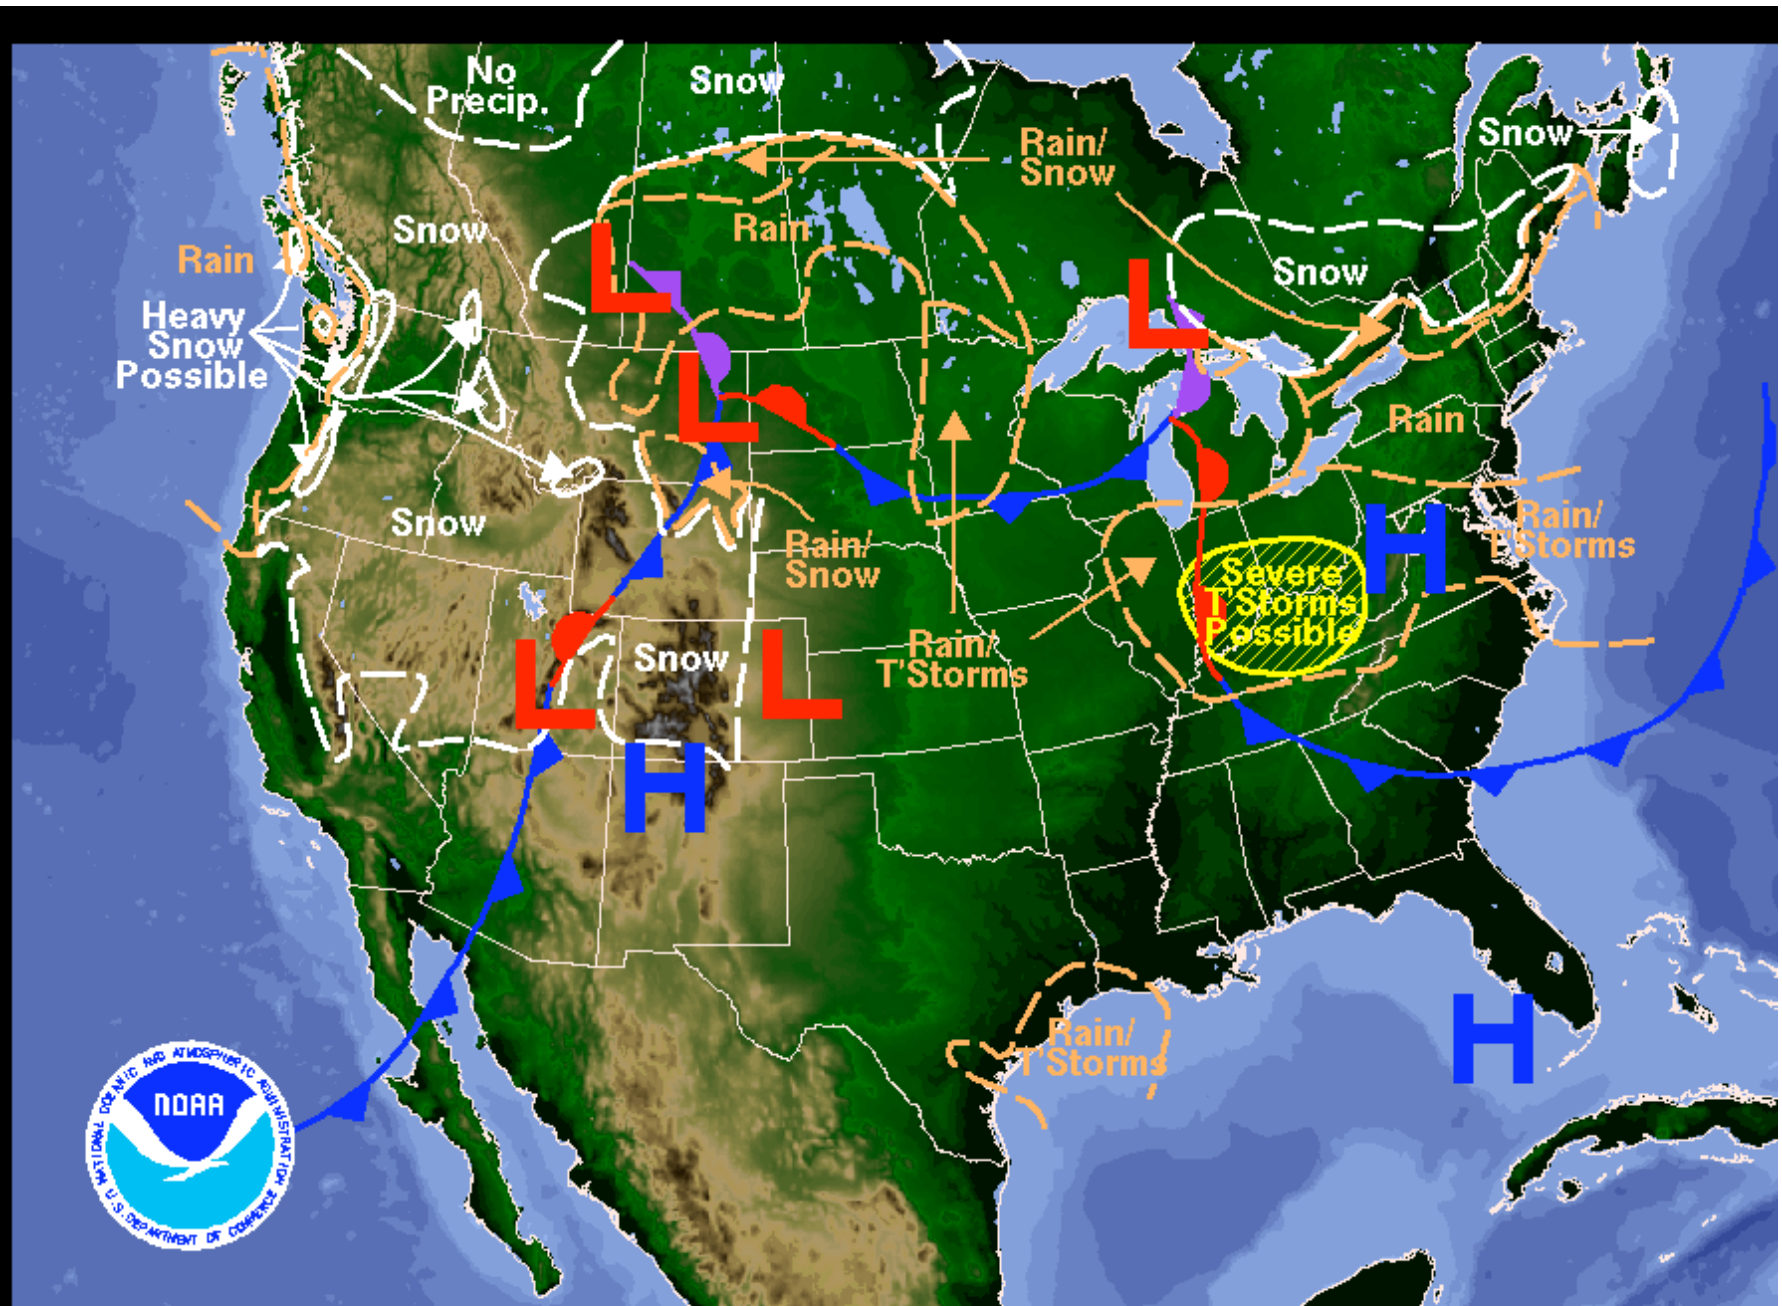 No
Precip.
Snow
Rain/
Snow
Snow
Snow
Rain
Rain
Snow
Heavy
Snow
Possible
Rain
Snow
Rain/
Snow
Rain/
T'Storms
Severe
T'Storms
Possible
Rain/
T'Storms
Snow
Rain/
T'Storms
L
L
L
L
L
H
H
H
NOAA
NATIONAL OCEANIC AND ATMOSPHERIC ADMINISTRATION
U.S. DEPARTMENT OF COMMERCE